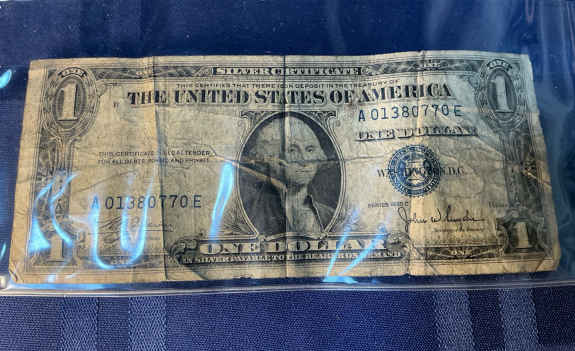 ONE
SILVER CERTIFICATE
ONE
1
THIS CERTIFIES THAT THERE IS ON DEPOSIT IN THE TREASURY OF
1
THE UNITED STATES OF AMERICA
A 01380770 E
ONE DOLLAR
THIS CERTIFICATE IS LEGAL TENDER
FOR ALL DEBTS, PUBLIC AND PRIVATE
WASHINGTON, D.C.
A 01380770 E
SERIES 1935
1
ONE DOLLAR
1
IN SILVER PAYABLE TO THE BEARER ON DEMAND